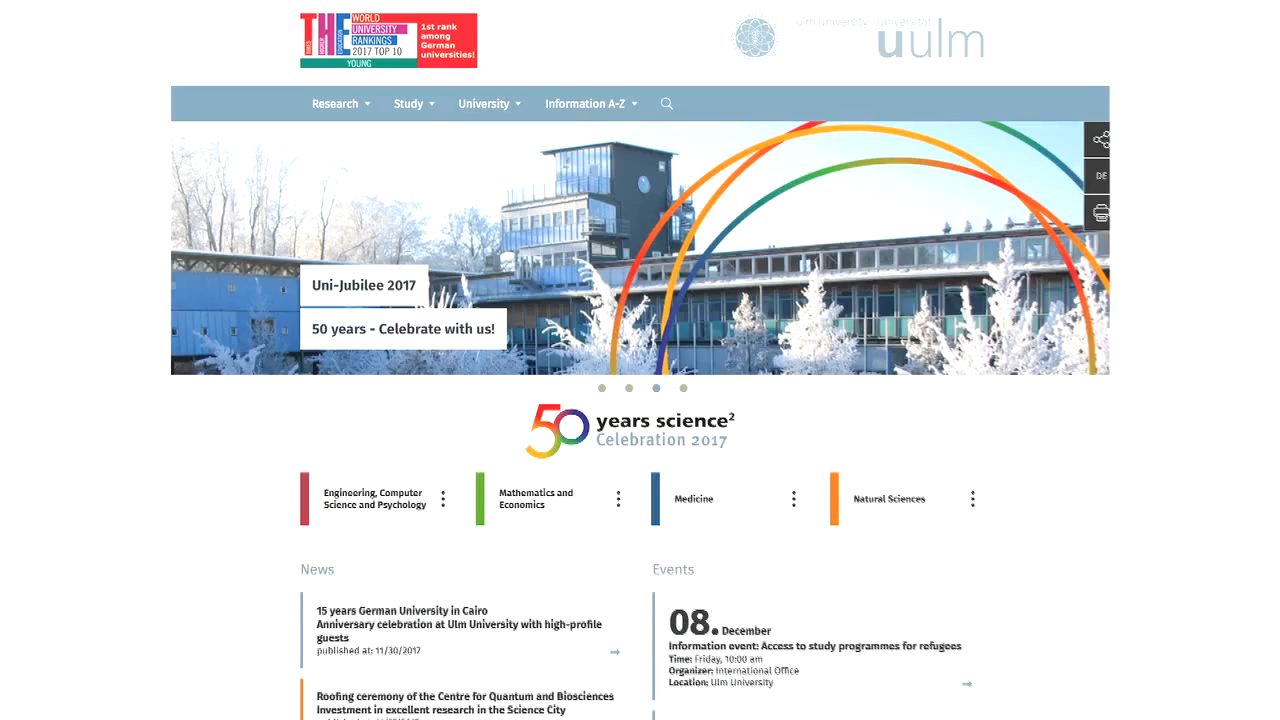 TIMES HIGHER EDUCATION
WORLD
UNIVERSITY
RANKINGS
2017 TOP 10
YOUNG
1st rank
among
German
universities!
ulm university universität
uulm
Research
Study
University
Information A-Z
DE
Uni-Jubilee 2017
50 years - Celebrate with us!
50 years science²
Celebration 2017
Engineering, Computer
Science and Psychology
Mathematics and
Economics
Medicine
Natural Sciences
News
15 years German University in Cairo
Anniversary celebration at Ulm University with high-profile
guests
published at: 11/30/2017
Roofing ceremony of the Centre for Quantum and Biosciences
Investment in excellent research in the Science City
Events
08. December
Information event: Access to study programmes for refugees
Time: Friday, 10:00 am
Organizer: International Office
Location: Ulm University